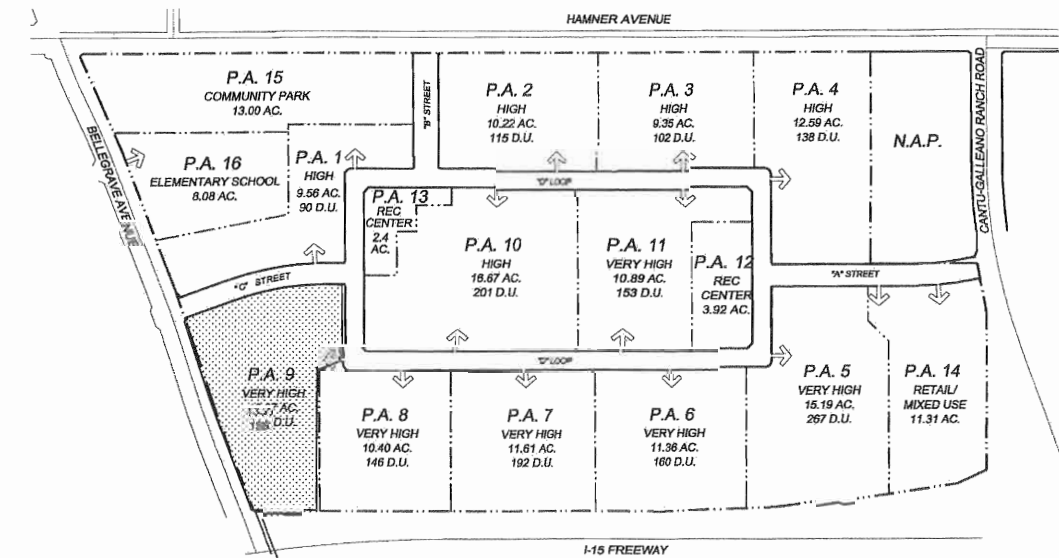 HAMNER AVENUE
BELLEGRAVE AVENUE
CANTU-GALLEANO RANCH ROAD
P.A. 15
COMMUNITY PARK
13.00 AC.
"B" STREET
P.A. 2
HIGH
10.22 AC.
115 D.U.
P.A. 3
HIGH
9.35 AC.
102 D.U.
P.A. 4
HIGH
12.59 AC.
138 D.U.
N.A.P.
P.A. 16
ELEMENTARY SCHOOL
8.08 AC.
P.A. 1
HIGH
9.56 AC.
90 D.U.
"D" LOOP
P.A. 13
REC
CENTER
2.4
AC.
P.A. 10
HIGH
16.67 AC.
201 D.U.
P.A. 11
VERY HIGH
10.89 AC.
153 D.U.
P.A. 12
REC
CENTER
3.92 AC.
"C" STREET
"A" STREET
"D" LOOP
P.A. 9
VERY HIGH
AC.
D.U.
P.A. 8
VERY HIGH
10.40 AC.
146 D.U.
P.A. 7
VERY HIGH
11.61 AC.
192 D.U.
P.A. 6
VERY HIGH
11.36 AC.
160 D.U.
P.A. 5
VERY HIGH
15.19 AC.
267 D.U.
P.A. 14
RETAIL/
MIXED USE
11.31 AC.
I-15 FREEWAY